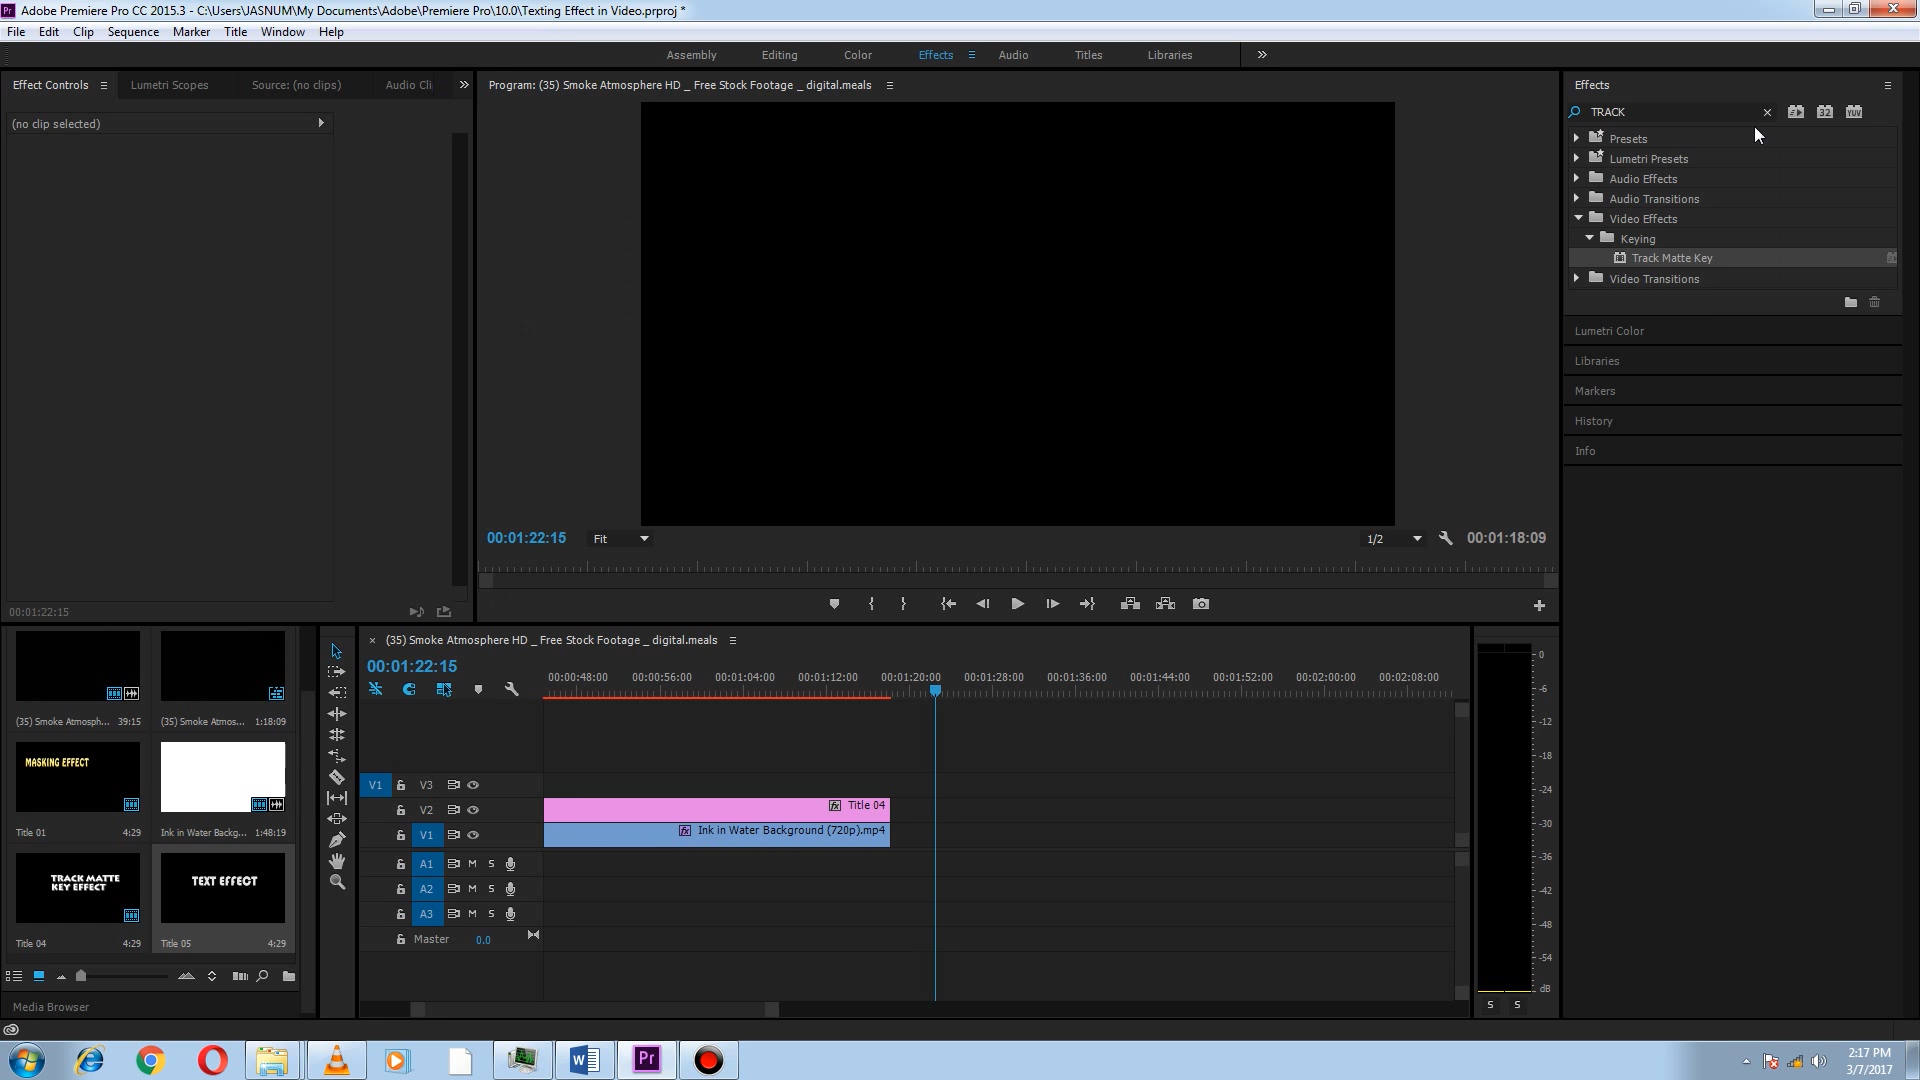 Adobe Premiere Pro CC 2015.3 - C:\Users\JASNUM\My Documents\Adobe\Premiere Pro\10.0\Texting Effect in Video.prproj *
File Edit Clip Sequence Marker Title Window Help
Assembly Editing Color Effects Audio Titles Libraries
Effect Controls Lumetri Scopes Source: (no clips) Audio Cli
(no clip selected)
00:01:22:15
Program: (35) Smoke Atmosphere HD _ Free Stock Footage _ digital.meals
00:01:22:15 Fit 1/2 00:01:18:09
Effects
TRACK
32 YUV
Presets
Lumetri Presets
Audio Effects
Audio Transitions
Video Effects
Keying
Track Matte Key
Video Transitions
Lumetri Color
Libraries
Markers
History
Info
(35) Smoke Atmosph... 39:15
(35) Smoke Atmos... 1:18:09
MASKING EFFECT
Title 01 4:29
Ink in Water Backg... 1:48:19
TRACK MATTE
KEY EFFECT
Title 04 4:29
TEXT EFFECT
Title 05 4:29
Media Browser
× (35) Smoke Atmosphere HD _ Free Stock Footage _ digital.meals
00:01:22:15
00:00:48:00 00:00:56:00 00:01:04:00 00:01:12:00 00:01:20:00 00:01:28:00 00:01:36:00 00:01:44:00 00:01:52:00 00:02:00:00 00:02:08:00
V1 V3
V2 fx Title 04
V1 fx Ink in Water Background (720p).mp4
A1 M S
A2 M S
A3 M S
Master 0.0
0
-6
-12
-18
-24
-30
-36
-42
-48
-54
dB
S S
Pr
2:17 PM
3/7/2017